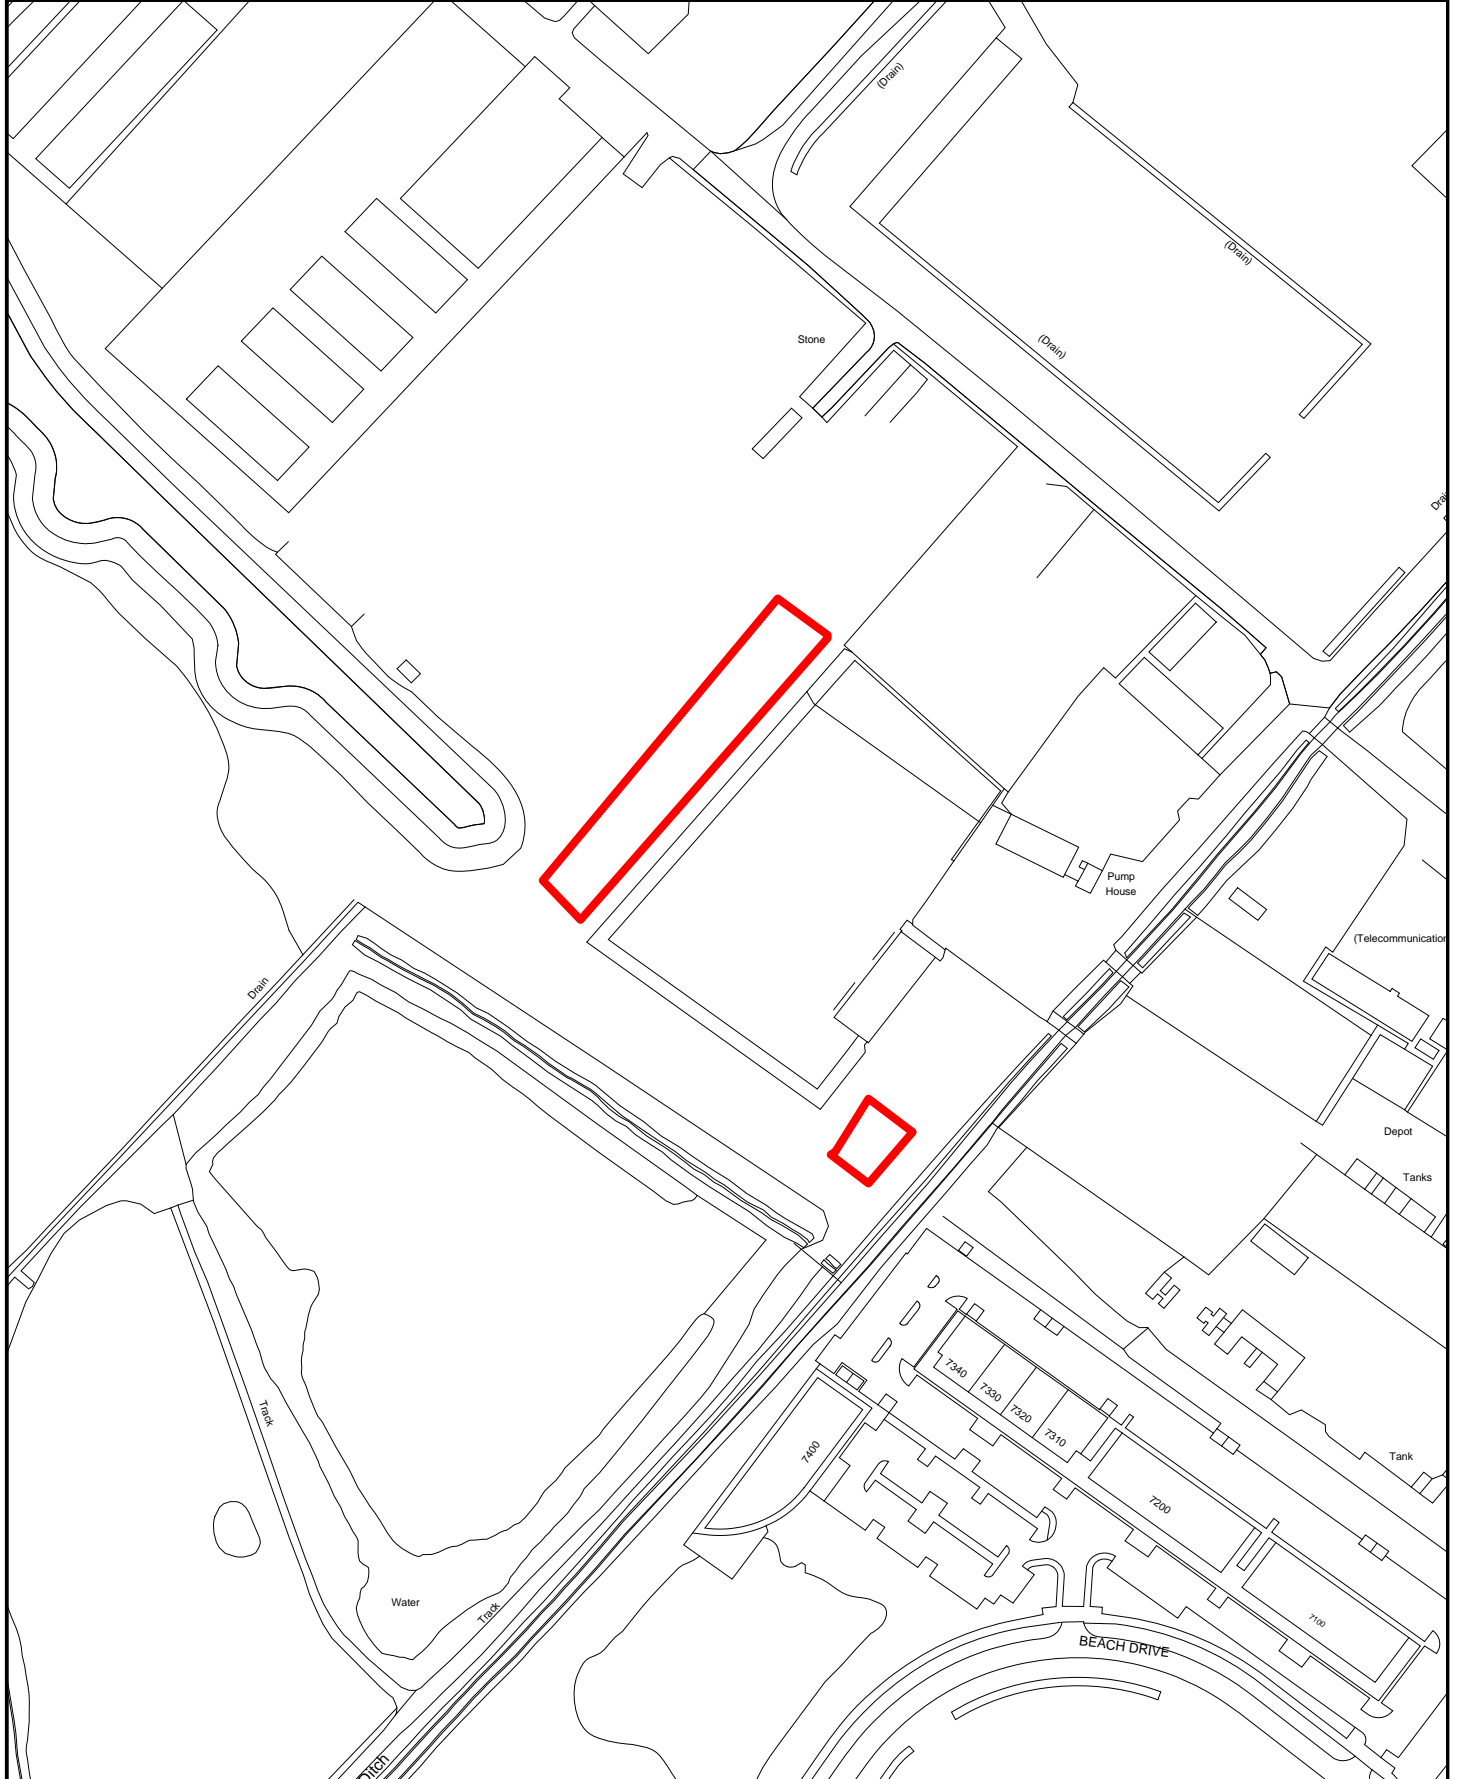 (Drain)
(Drain)
Stone
(Drain)
Pump
House
(Telecommunication
Drain
Depot
Tanks
7340
7330
7320
7310
Track
7400
Tank
7200
Water
Track
7100
BEACH DRIVE
Ditch